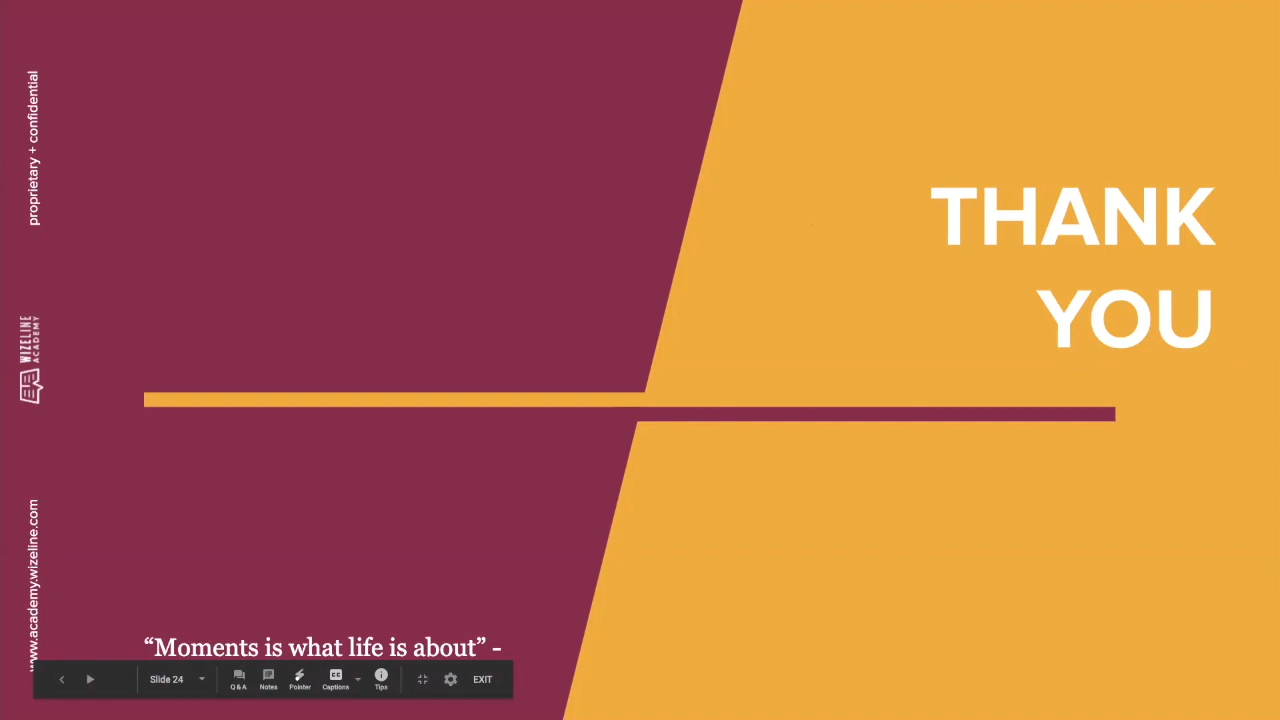 proprietary + confidential
WIZELINE
ACADEMY
www.academy.wizeline.com
THANK
YOU
“Moments is what life is about” -
Slide 24
Q & A
Notes
Pointer
CC
Captions
Tips
EXIT